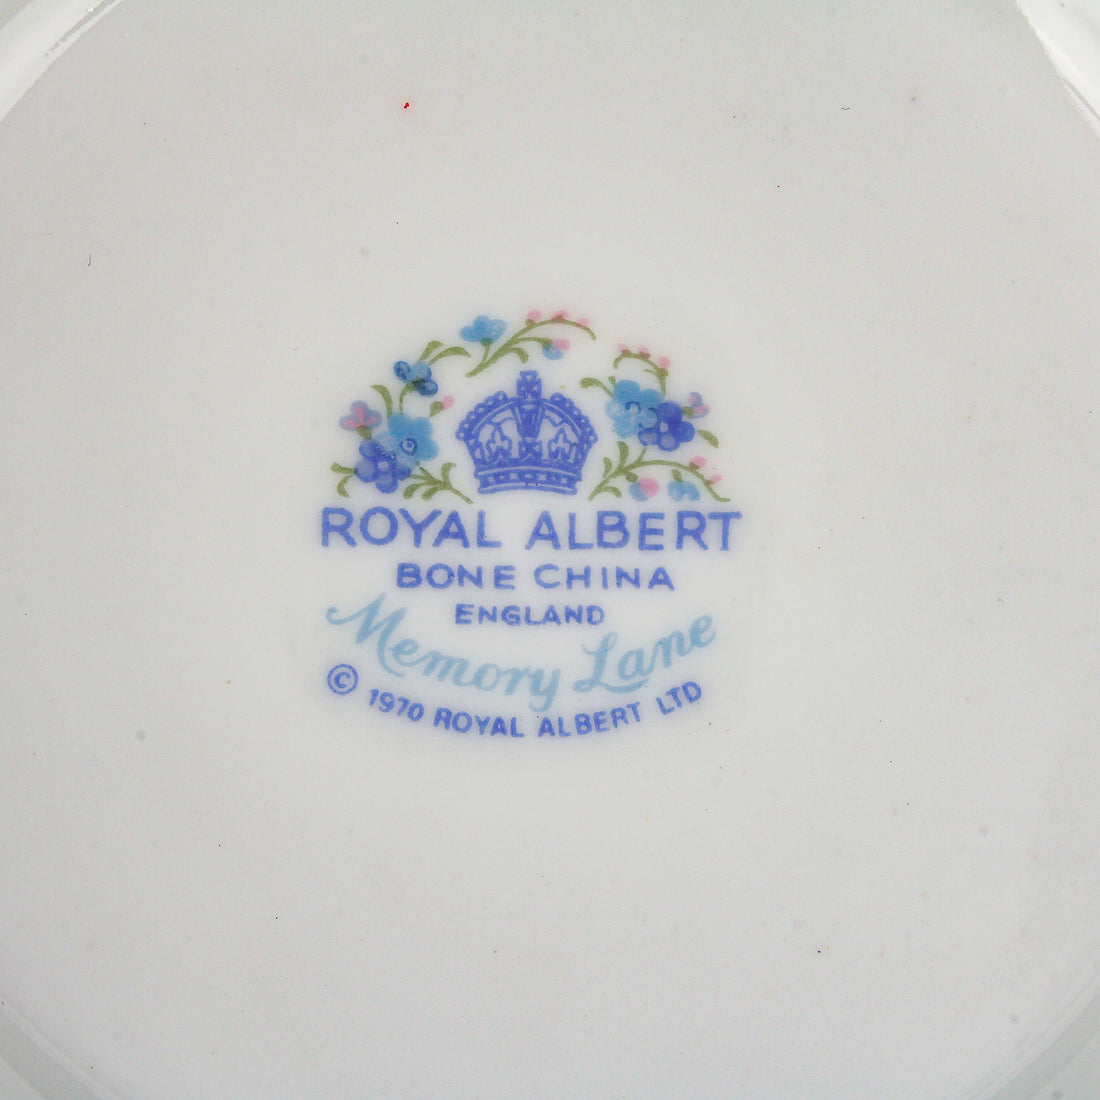 ROYAL ALBERT
BONE CHINA
ENGLAND
Memory Lane
© 1970 ROYAL ALBERT LTD